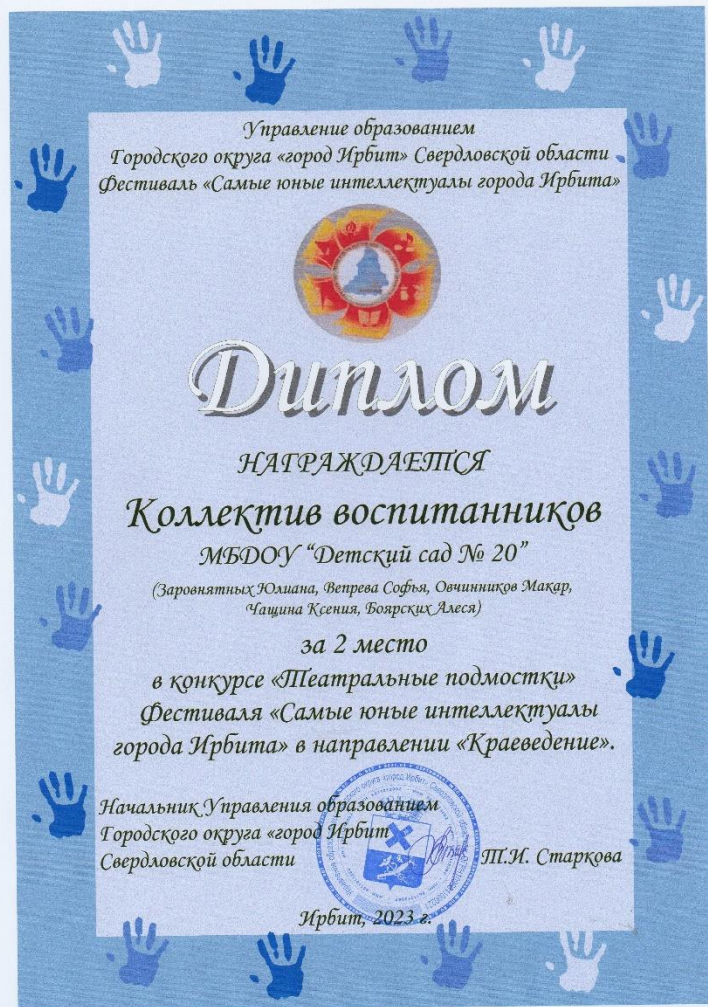 Управление образованием
Городского округа «город Ирбит» Свердловской области
Фестиваль «Самые юные интеллектуалы города Ирбита»
Диплом
НАГРАЖДАЕТСЯ
Коллектив воспитанников
МБДОУ “Детский сад № 20”
(Заровнятных Юлиана, Вепрева Софья, Овчинников Макар,
Чащина Ксения, Боярских Алеся)
за 2 место
в конкурсе «Театральные подмостки»
Фестиваля «Самые юные интеллектуалы
города Ирбита» в направлении «Краеведение».
Начальник Управления образованием
Городского округа «город Ирбит
Свердловской области Т.И. Старкова
Ирбит, 2023 г.